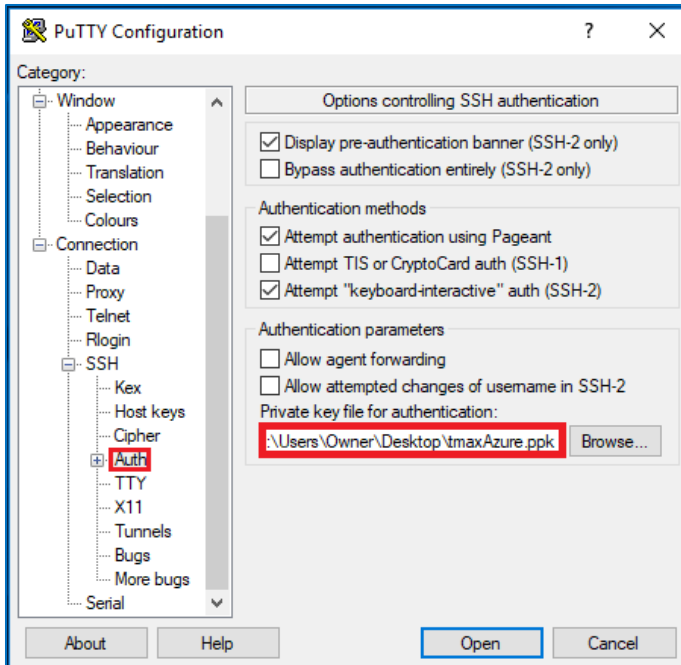 PuTTY Configuration
?
Category:
Window
Appearance
Behaviour
Translation
Selection
Colours
Connection
Data
Proxy
Telnet
Rlogin
SSH
Kex
Host keys
Cipher
Auth
TTY
X11
Tunnels
Bugs
More bugs
Serial
Options controlling SSH authentication
Display pre-authentication banner (SSH-2 only)
Bypass authentication entirely (SSH-2 only)
Authentication methods
Attempt authentication using Pageant
Attempt TIS or CryptoCard auth (SSH-1)
Attempt "keyboard-interactive" auth (SSH-2)
Authentication parameters
Allow agent forwarding
Allow attempted changes of username in SSH-2
Private key file for authentication:
:\Users\Owner\Desktop\tmaxAzure.ppk
Browse...
About
Help
Open
Cancel